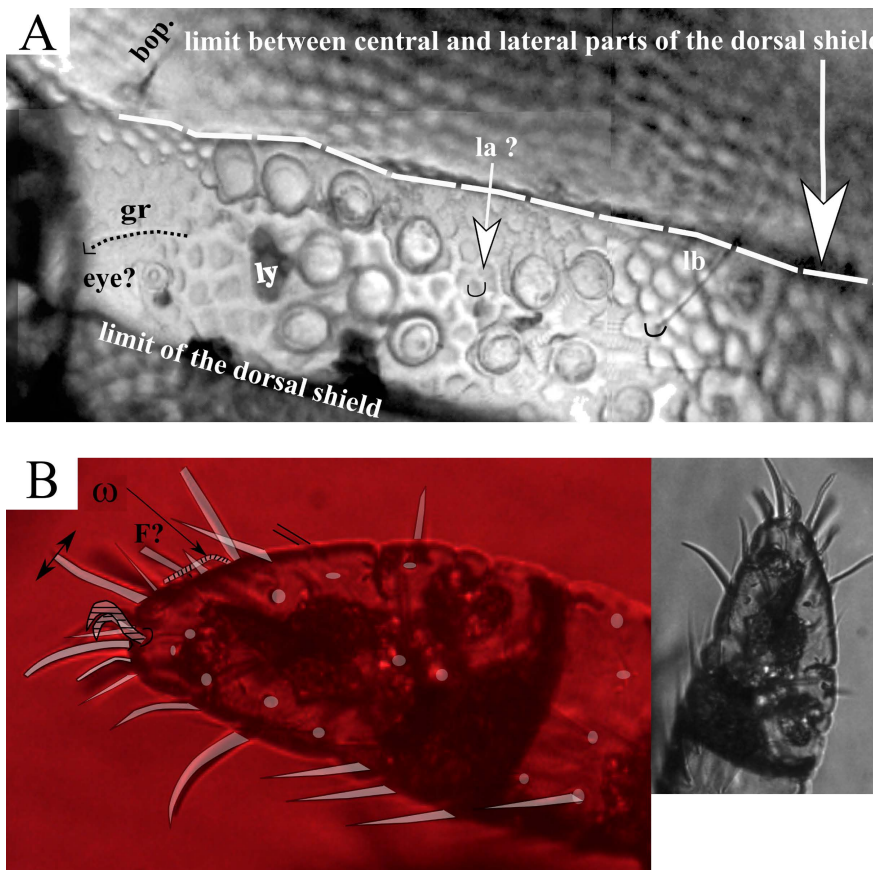 A
bop.
limit between central and lateral parts of the dorsal shield
la ?
gr
eye?
ly
lb
limit of the dorsal shield
B
ω
F?